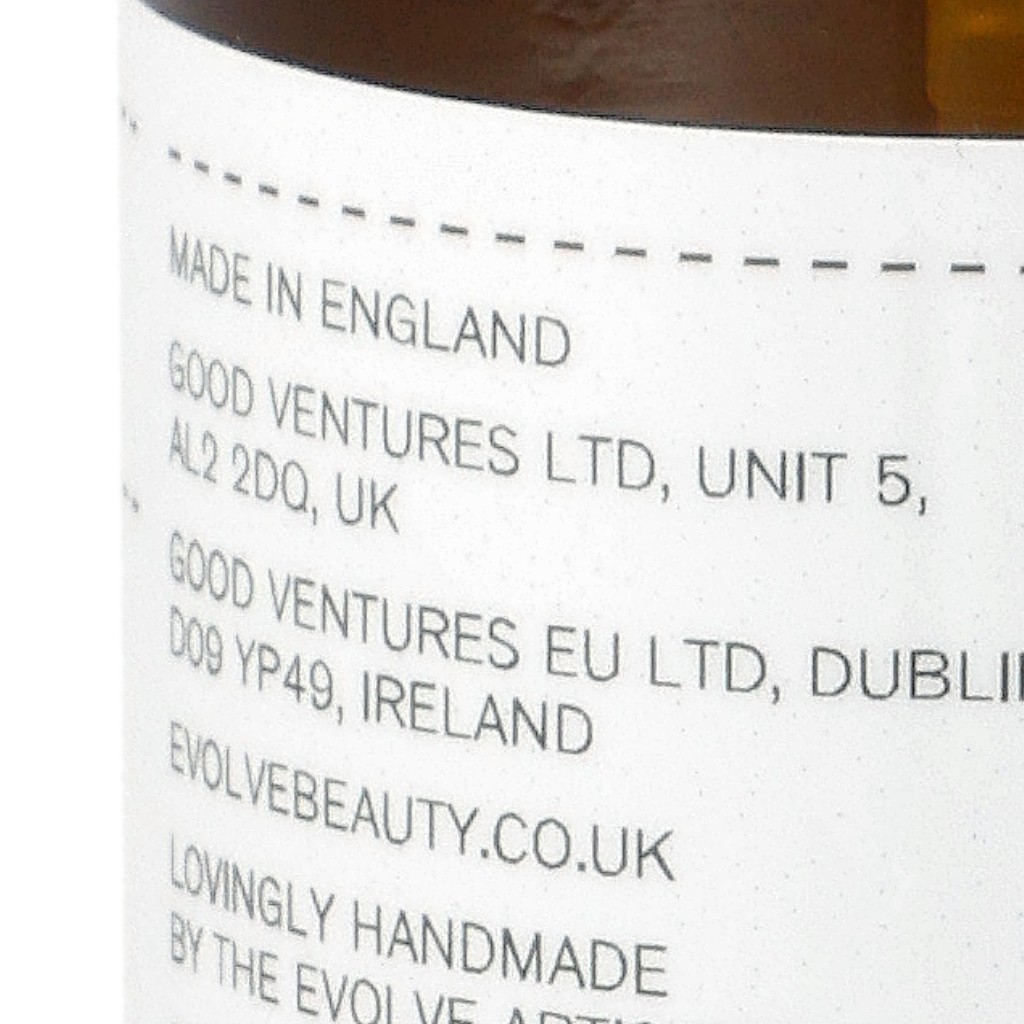 MADE IN ENGLAND
GOOD VENTURES LTD, UNIT 5,
AL2 2DQ, UK
GOOD VENTURES EU LTD,
D09 YP49, IRELAND
EVOLVEBEAUTY.CO.UK
LOVINGLY HANDMADE
BY THE EVOLVE